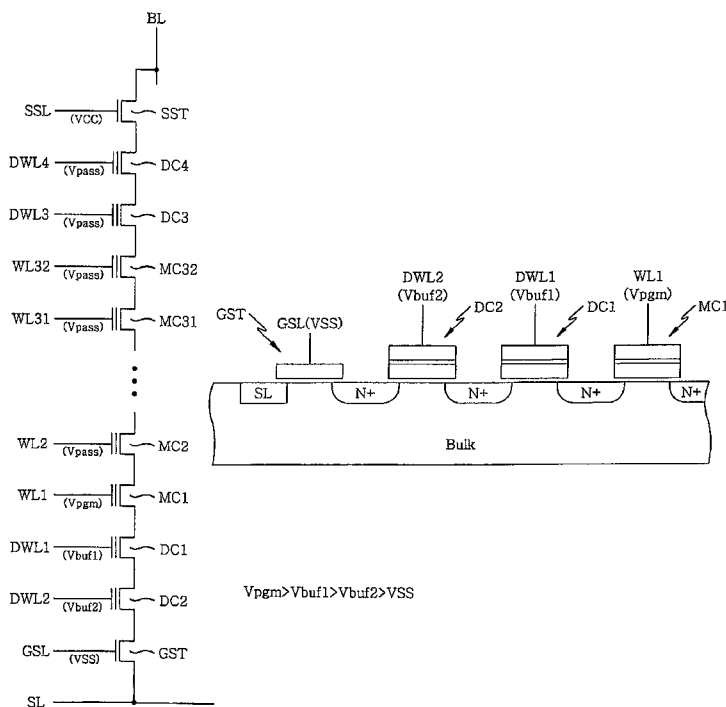 BL
SSL (VCC) SST
DWL4 (Vpass) DC4
DWL3 (Vpass) DC3
WL32 (Vpass) MC32
WL31 (Vpass) MC31
WL2 (Vpass) MC2
WL1 (Vpgm) MC1
DWL1 (Vbuf1) DC1
DWL2 (Vbuf2) DC2
GSL (VSS) GST
SL
DWL2 DWL1 WL1
(Vbuf2) (Vbuf1) (Vpgm)
GST GSL(VSS) DC2 DC1 MC1
SL N+ N+ N+ N+
Bulk
Vpgm>Vbuf1>Vbuf2>VSS